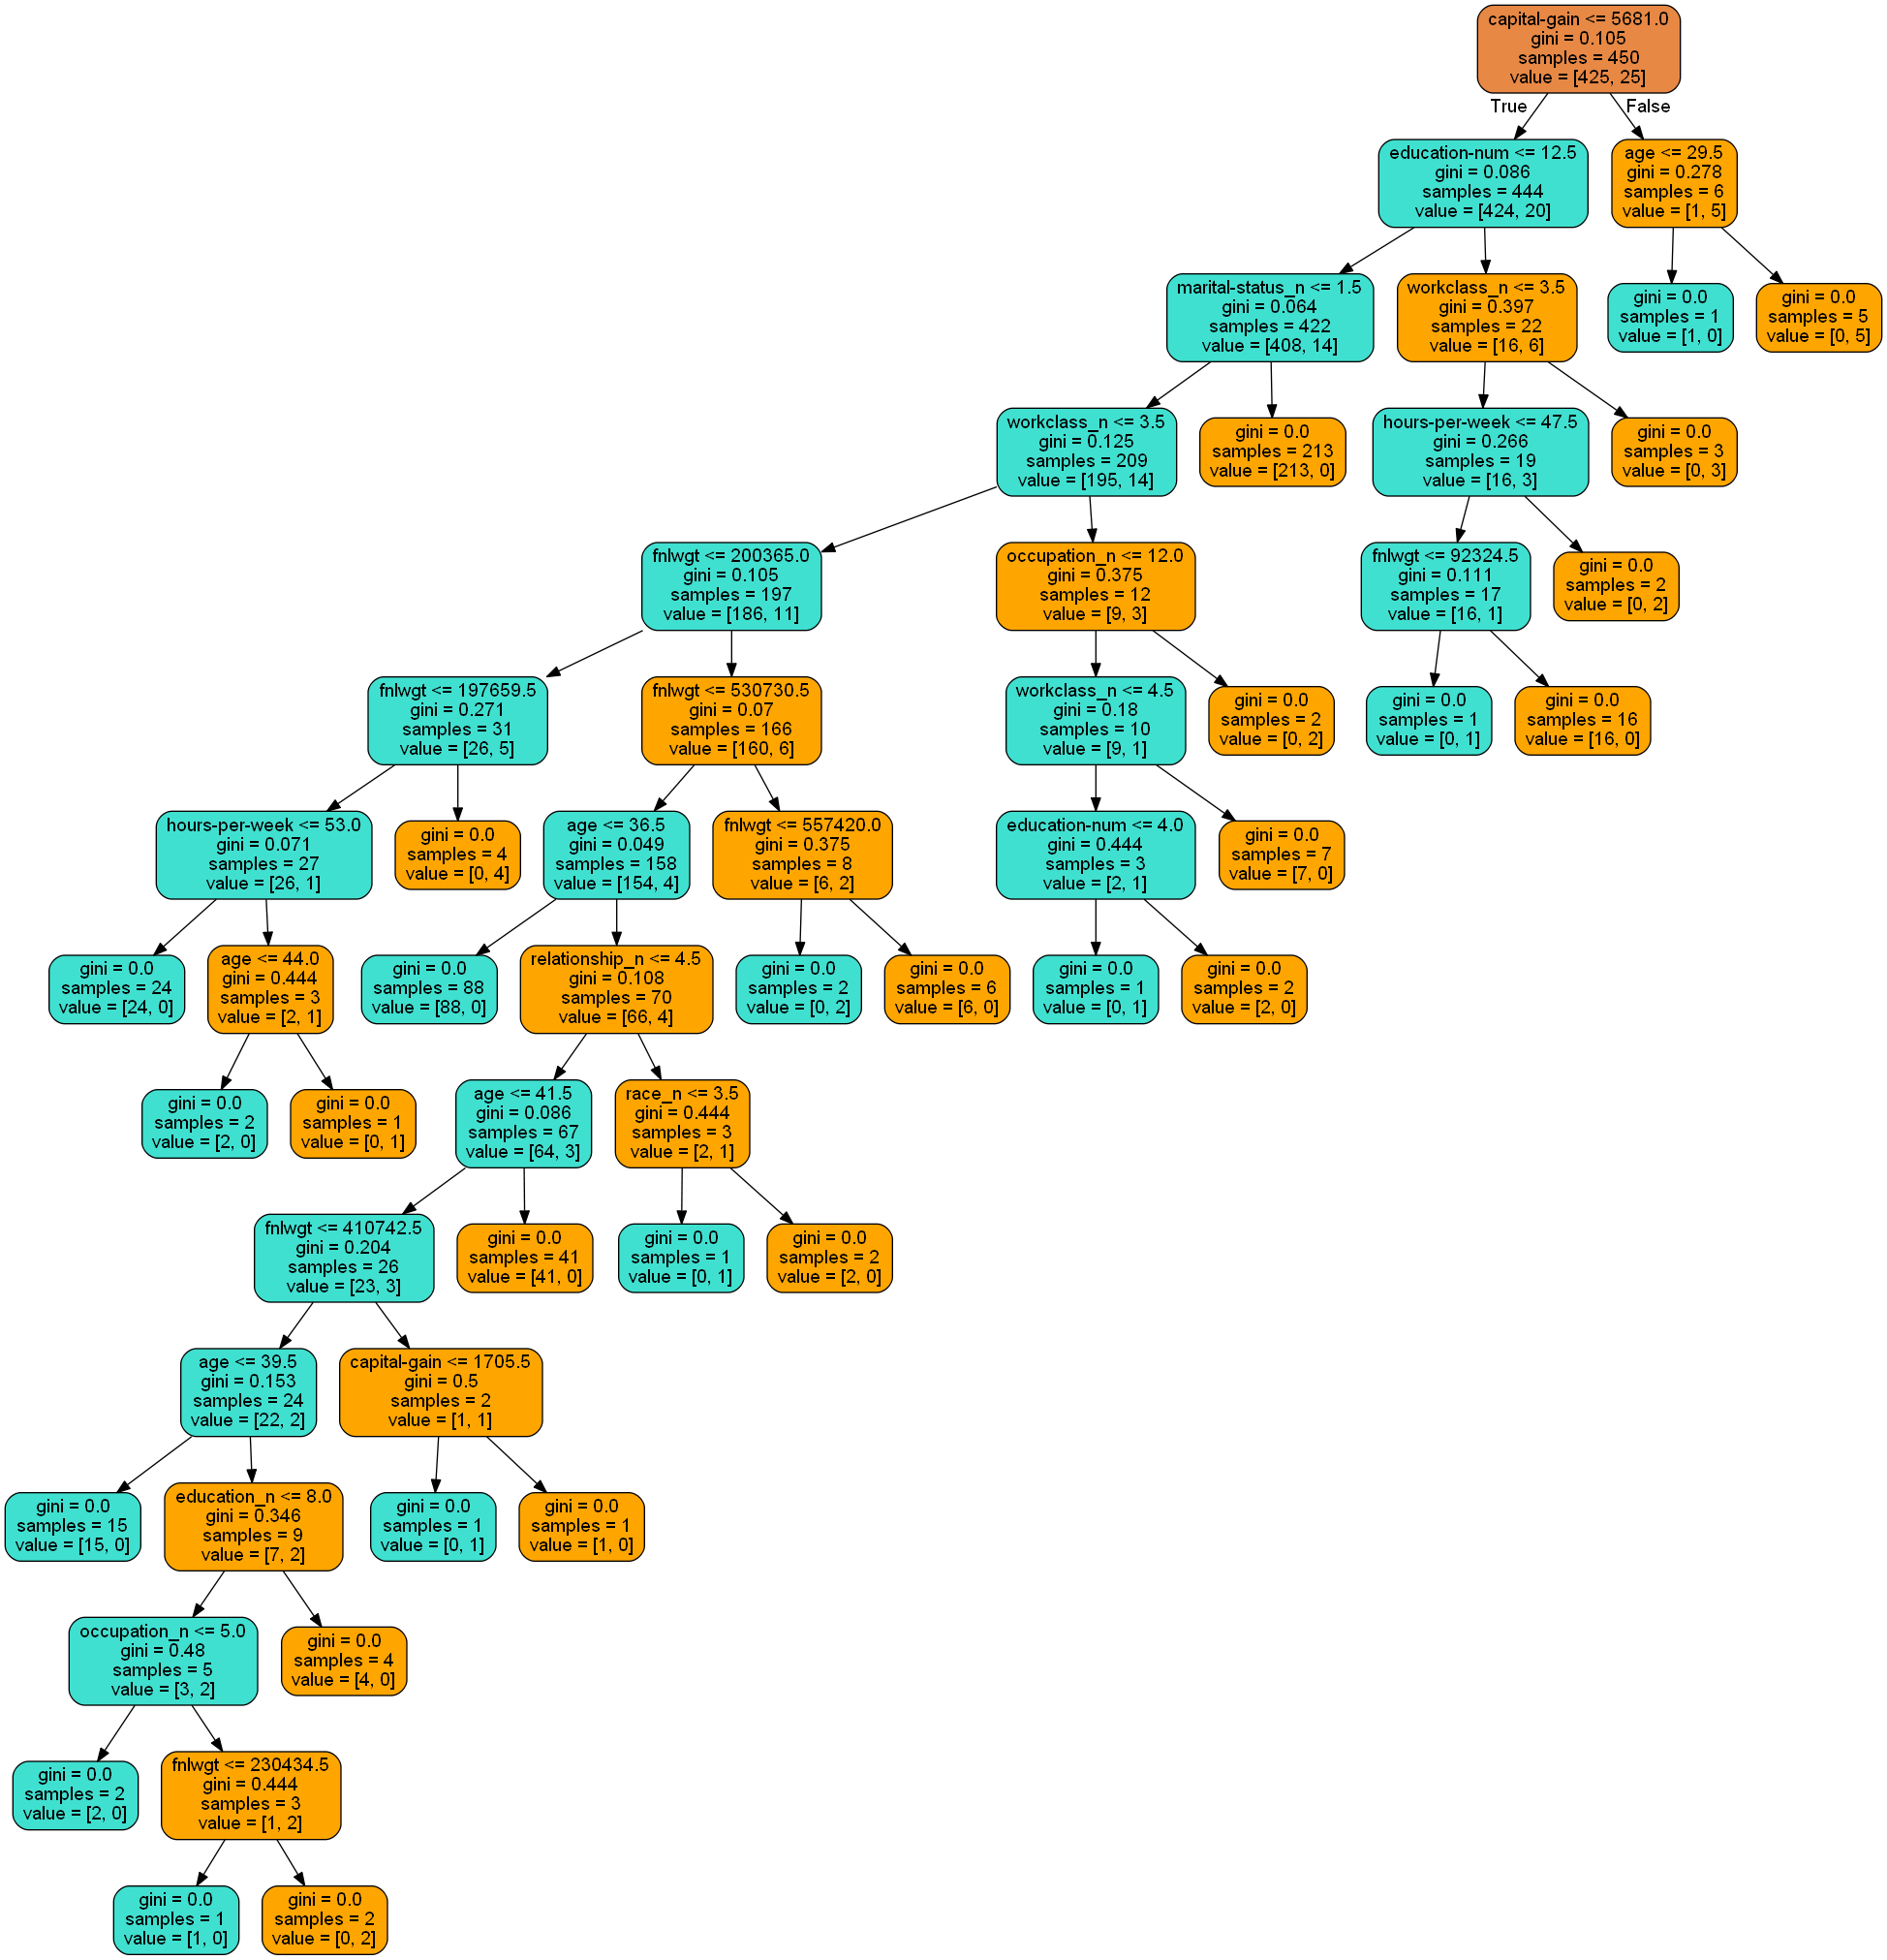 capital-gain <= 5681.0
gini = 0.105
samples = 450
value = [425, 25]
True
False
education-num <= 12.5
gini = 0.086
samples = 444
value = [424, 20]
age <= 29.5
gini = 0.278
samples = 6
value = [1, 5]
marital-status_n <= 1.5
gini = 0.064
samples = 422
value = [408, 14]
workclass_n <= 3.5
gini = 0.397
samples = 22
value = [16, 6]
gini = 0.0
samples = 1
value = [1, 0]
gini = 0.0
samples = 5
value = [0, 5]
workclass_n <= 3.5
gini = 0.125
samples = 209
value = [195, 14]
gini = 0.0
samples = 213
value = [213, 0]
hours-per-week <= 47.5
gini = 0.266
samples = 19
value = [16, 3]
gini = 0.0
samples = 3
value = [0, 3]
fnlwgt <= 200365.0
gini = 0.105
samples = 197
value = [186, 11]
occupation_n <= 12.0
gini = 0.375
samples = 12
value = [9, 3]
fnlwgt <= 92324.5
gini = 0.111
samples = 17
value = [16, 1]
gini = 0.0
samples = 2
value = [0, 2]
fnlwgt <= 197659.5
gini = 0.271
samples = 31
value = [26, 5]
fnlwgt <= 530730.5
gini = 0.07
samples = 166
value = [160, 6]
workclass_n <= 4.5
gini = 0.18
samples = 10
value = [9, 1]
gini = 0.0
samples = 2
value = [0, 2]
gini = 0.0
samples = 1
value = [0, 1]
gini = 0.0
samples = 16
value = [16, 0]
hours-per-week <= 53.0
gini = 0.071
samples = 27
value = [26, 1]
gini = 0.0
samples = 4
value = [0, 4]
age <= 36.5
gini = 0.049
samples = 158
value = [154, 4]
fnlwgt <= 557420.0
gini = 0.375
samples = 8
value = [6, 2]
education-num <= 4.0
gini = 0.444
samples = 3
value = [2, 1]
gini = 0.0
samples = 7
value = [7, 0]
gini = 0.0
samples = 24
value = [24, 0]
age <= 44.0
gini = 0.444
samples = 3
value = [2, 1]
gini = 0.0
samples = 88
value = [88, 0]
relationship_n <= 4.5
gini = 0.108
samples = 70
value = [66, 4]
gini = 0.0
samples = 2
value = [0, 2]
gini = 0.0
samples = 6
value = [6, 0]
gini = 0.0
samples = 1
value = [0, 1]
gini = 0.0
samples = 2
value = [2, 0]
gini = 0.0
samples = 2
value = [2, 0]
gini = 0.0
samples = 1
value = [0, 1]
age <= 41.5
gini = 0.086
samples = 67
value = [64, 3]
race_n <= 3.5
gini = 0.444
samples = 3
value = [2, 1]
fnlwgt <= 410742.5
gini = 0.204
samples = 26
value = [23, 3]
gini = 0.0
samples = 41
value = [41, 0]
gini = 0.0
samples = 1
value = [0, 1]
gini = 0.0
samples = 2
value = [2, 0]
age <= 39.5
gini = 0.153
samples = 24
value = [22, 2]
capital-gain <= 1705.5
gini = 0.5
samples = 2
value = [1, 1]
gini = 0.0
samples = 15
value = [15, 0]
education_n <= 8.0
gini = 0.346
samples = 9
value = [7, 2]
gini = 0.0
samples = 1
value = [0, 1]
gini = 0.0
samples = 1
value = [1, 0]
occupation_n <= 5.0
gini = 0.48
samples = 5
value = [3, 2]
gini = 0.0
samples = 4
value = [4, 0]
gini = 0.0
samples = 2
value = [2, 0]
fnlwgt <= 230434.5
gini = 0.444
samples = 3
value = [1, 2]
gini = 0.0
samples = 1
value = [1, 0]
gini = 0.0
samples = 2
value = [0, 2]